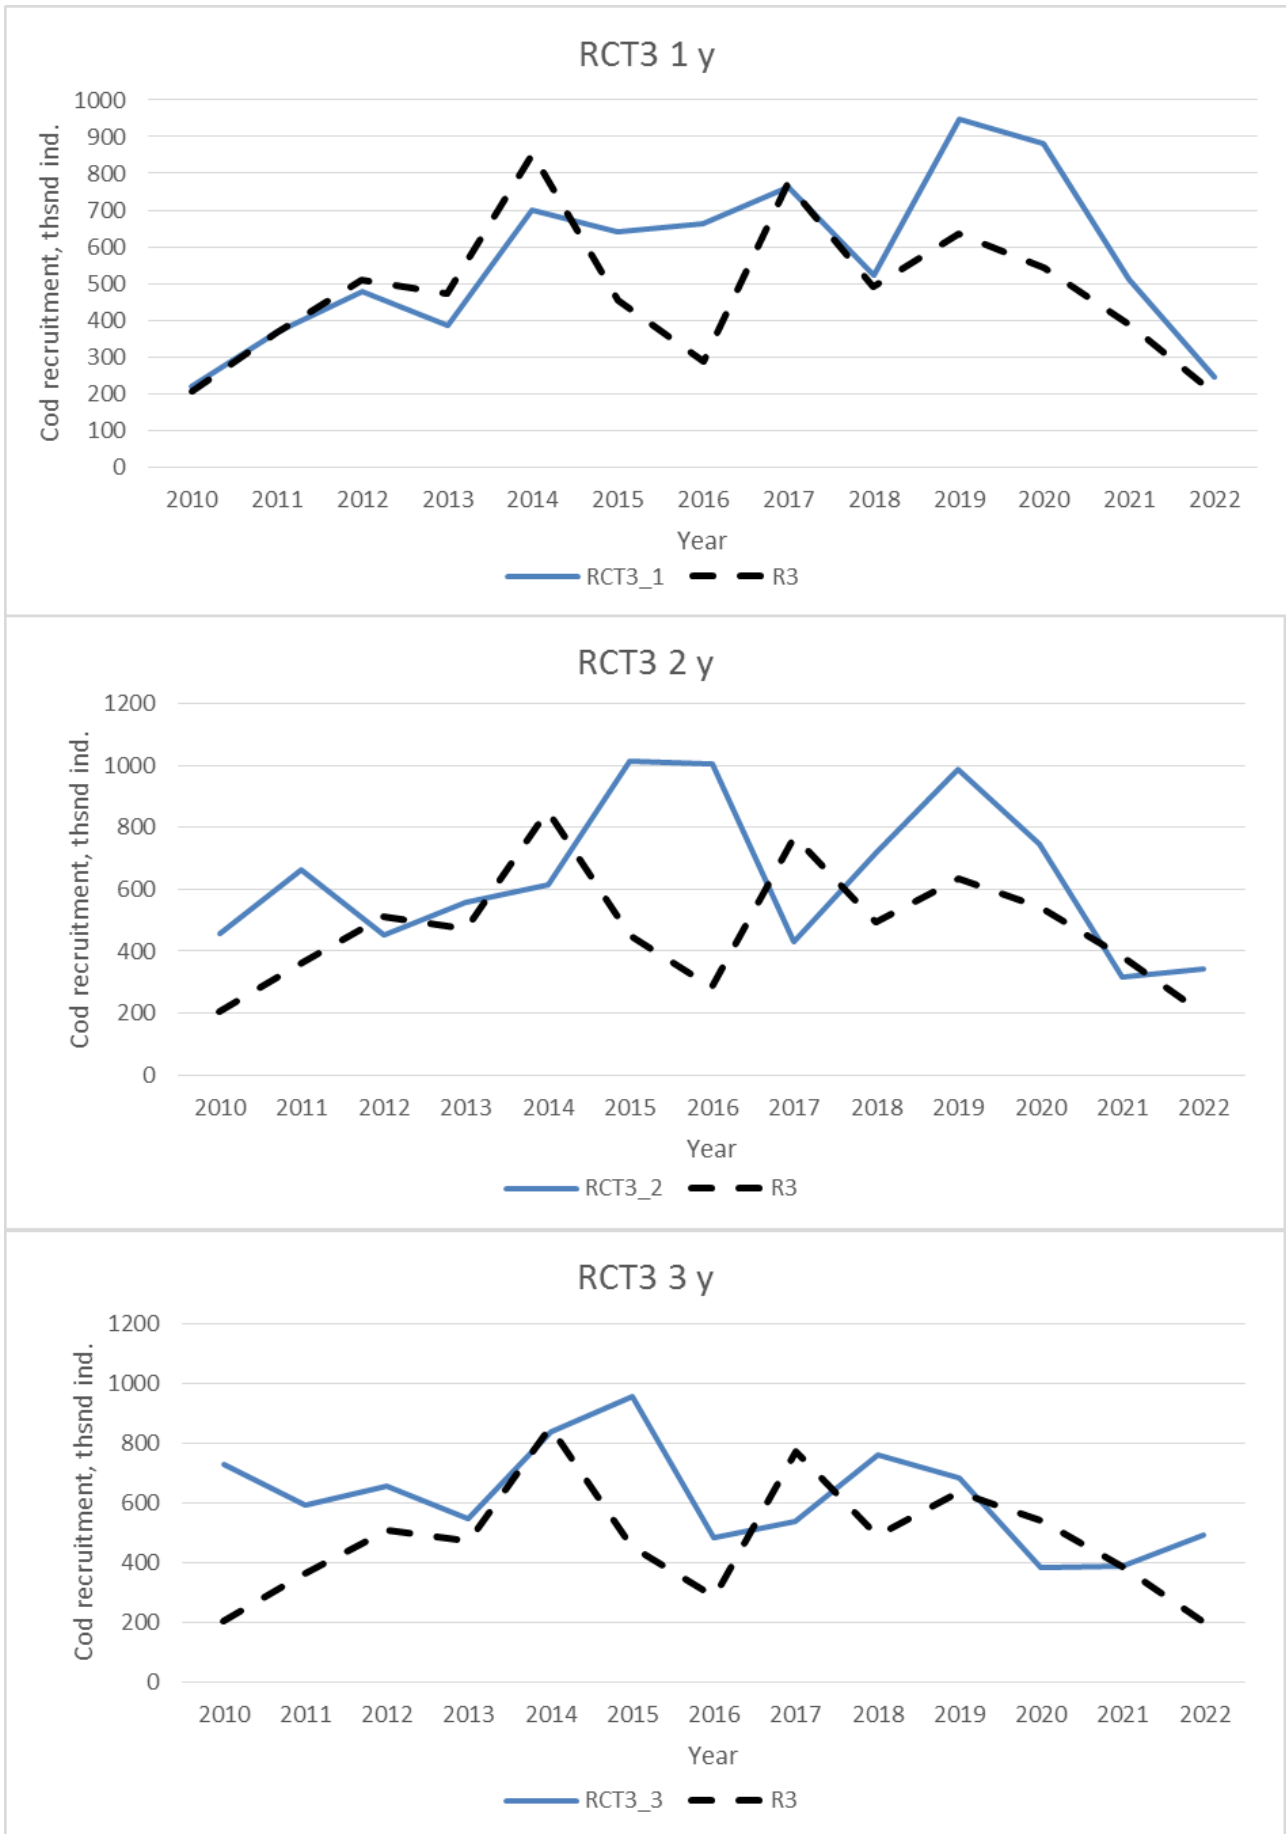 RCT3 1 y
Cod recruitment, thsnd ind.
1000
900
800
700
600
500
400
300
200
100
0
2010 2011 2012 2013 2014 2015 2016 2017 2018 2019 2020 2021 2022
Year
RCT3_1 R3
RCT3 2 y
Cod recruitment, thsnd ind.
1200
1000
800
600
400
200
0
2010 2011 2012 2013 2014 2015 2016 2017 2018 2019 2020 2021 2022
Year
RCT3_2 R3
RCT3 3 y
Cod recruitment, thsnd ind.
1200
1000
800
600
400
200
0
2010 2011 2012 2013 2014 2015 2016 2017 2018 2019 2020 2021 2022
Year
RCT3_3 R3